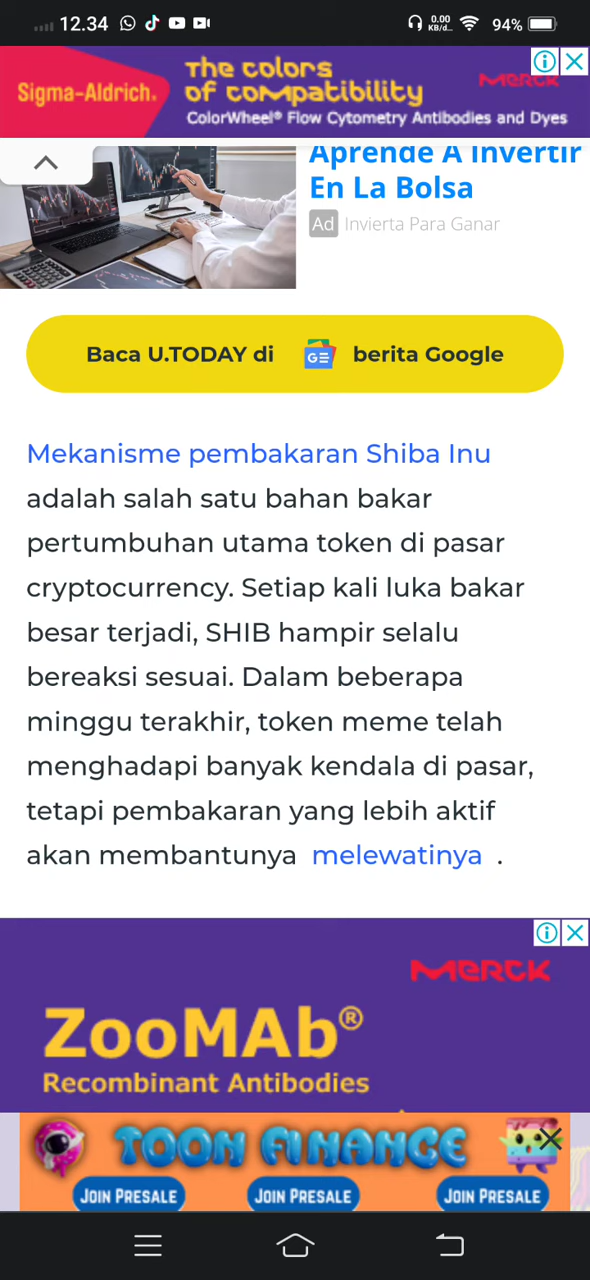 12.34
0.00
KB/d...
94%
Sigma-Aldrich.
The colors
of compatibility
MERCK
ColorWheel® Flow Cytometry Antibodies and Dyes
Aprende A Invertir
En La Bolsa
Ad Invierta Para Ganar
Baca U.TODAY di GE berita Google
Mekanisme pembakaran Shiba Inu
adalah salah satu bahan bakar
pertumbuhan utama token di pasar
cryptocurrency. Setiap kali luka bakar
besar terjadi, SHIB hampir selalu
bereaksi sesuai. Dalam beberapa
minggu terakhir, token meme telah
menghadapi banyak kendala di pasar,
tetapi pembakaran yang lebih aktif
akan membantunya melewatinya .
MERCK
ZooMAb®
Recombinant Antibodies
TOON FINANCE
JOIN PRESALE JOIN PRESALE JOIN PRESALE